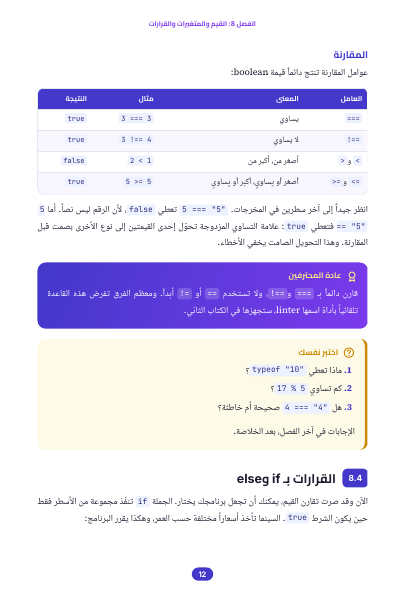 الفصل 8: القيم والمتغيرات والقرارات
المقارنة
عوامل المقارنة تنتج دائماً قيمة boolean:
العامل المعنى مثال النتيجة
=== يساوي 3 === 3 true
!== لا يساوي 4 !== 3 true
> و < أصغر من، أكبر من 1 > 2 false
>= و <= أصغر أو يساوي، أكبر أو يساوي 5 >= 5 true
انظر جيداً إلى آخر سطرين في المخرجات. "5" === 5 تعطي false، لأن الرقم ليس نصاً. أما 5
== "5" فتعطي true: علامة التساوي المزدوجة تحوّل إحدى القيمتين إلى نوع الأخرى بصمت قبل
المقارنة. وهذا التحويل الصامت يخفي الأخطاء.
عادة المحترفين
قارن دائماً بـ === و !==، ولا تستخدم == أو != أبداً. ومعظم الفرق تفرض هذه القاعدة
تلقائياً بأداة اسمها linter، ستجهزها في الكتاب الثاني.
اختبر نفسك
1. ماذا تعطي typeof "10"؟
2. كم تساوي 17 % 5؟
3. هل "4" === 4 صحيحة أم خاطئة؟
الإجابات في آخر الفصل، بعد الخلاصة.
8.4 القرارات بـ if وelse
الآن وقد صرت تقارن القيم، يمكنك أن تجعل برنامجك يختار. الجملة if تنفّذ مجموعة من الأسطر فقط
حين يكون الشرط true. السينما تأخذ أسعاراً مختلفة حسب العمر، وهكذا يقرر البرنامج:
12